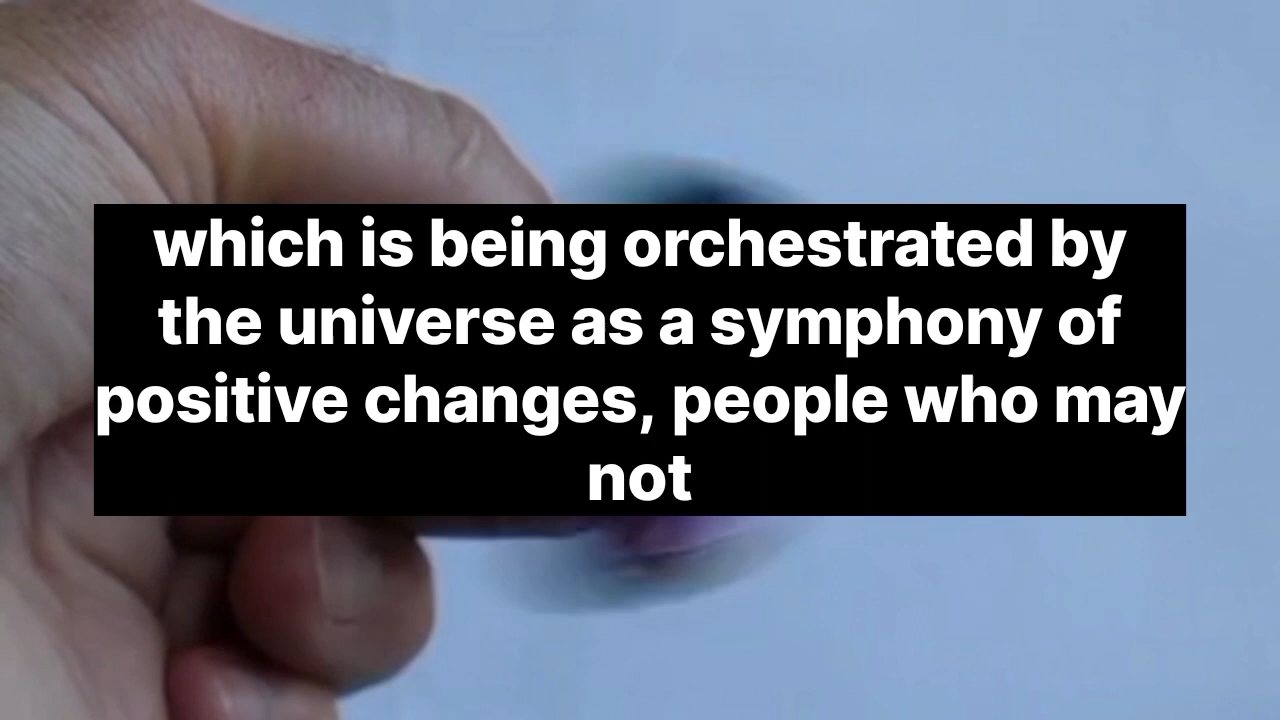 which is being orchestrated by
the universe as a symphony of
positive changes, people who may
not